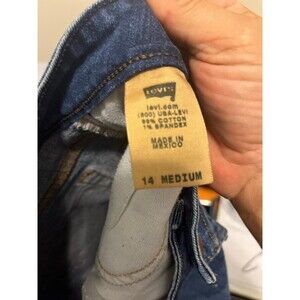 LEVI'S
levi.com
(800) USA-LEVI
99% COTTON
1% SPANDEX
MADE IN
MEXICO
14 MEDIUM